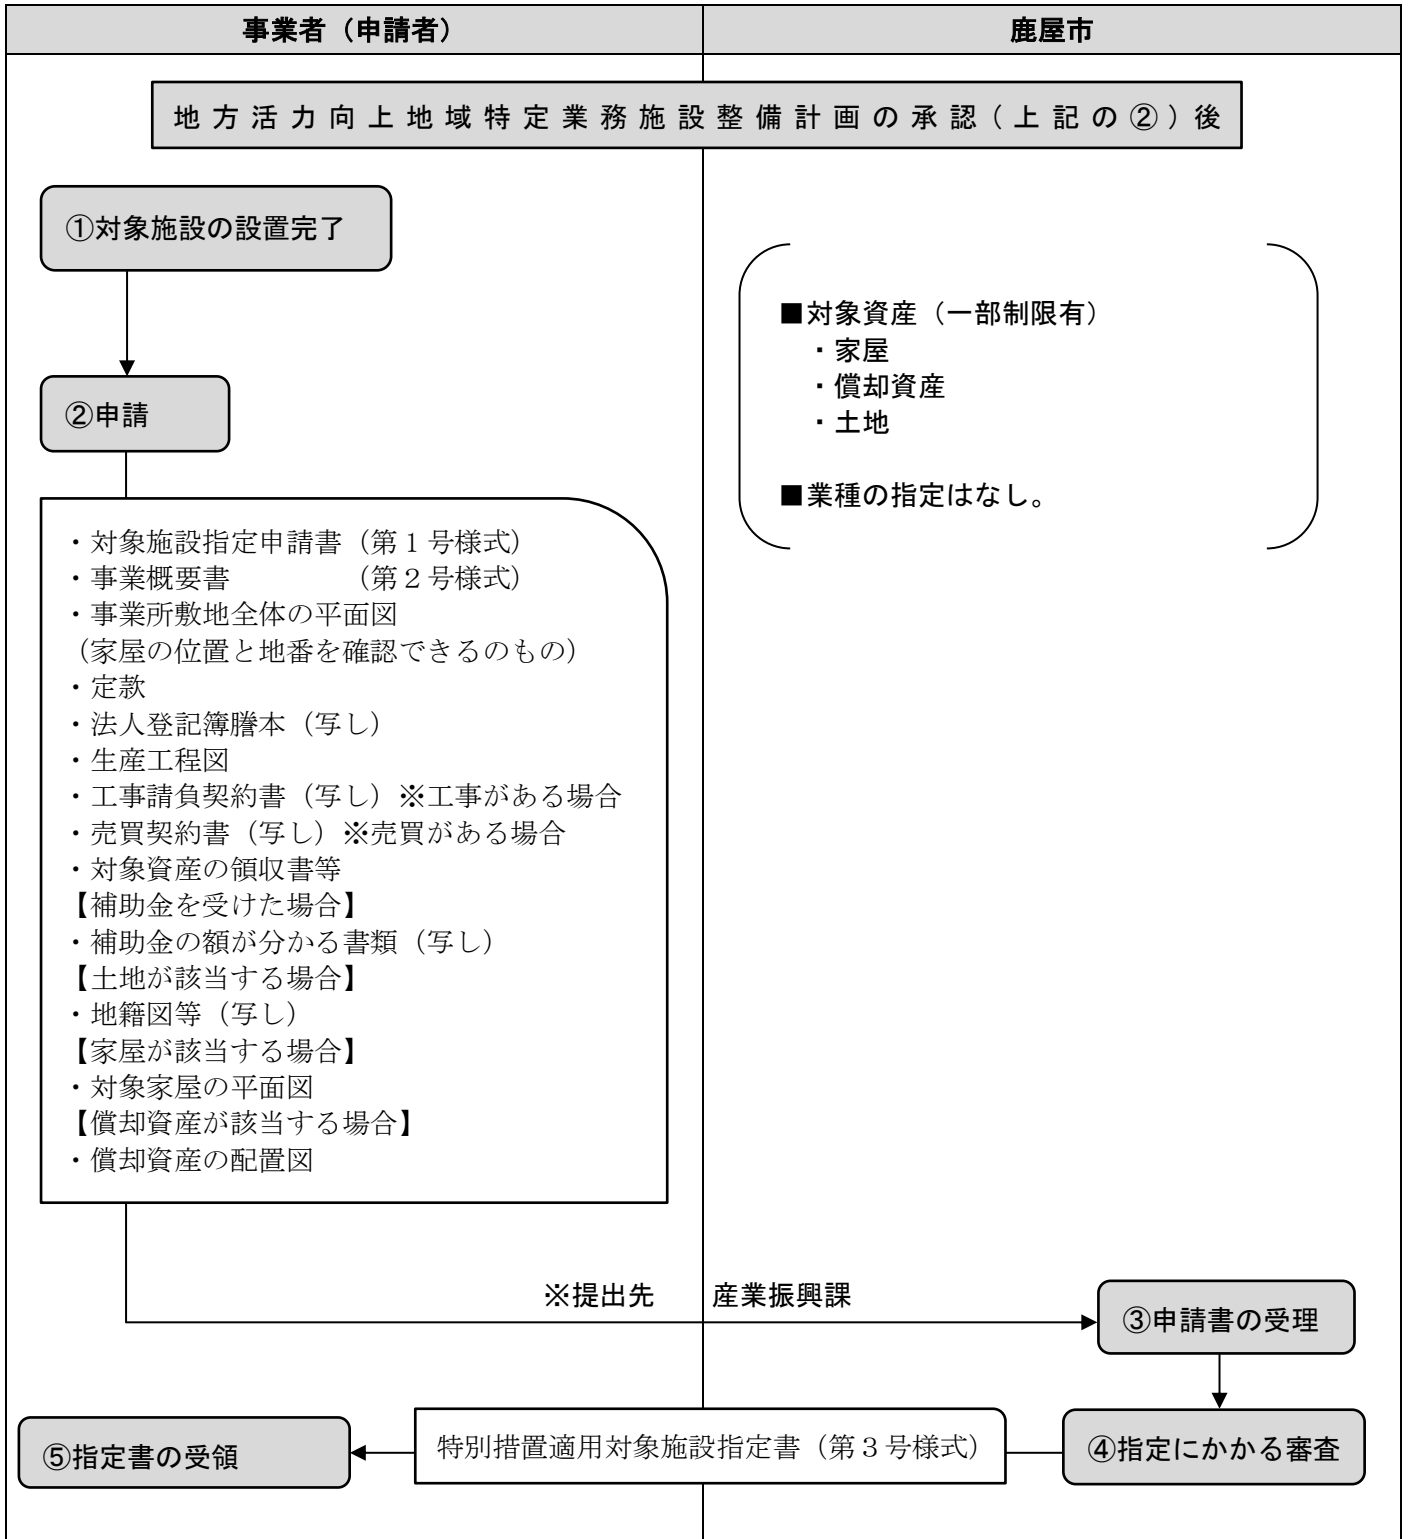 事業者（申請者）
鹿屋市
地方活力向上地域特定業務施設整備計画の承認（上記の②）後
①対象施設の設置完了
■対象資産（一部制限有）
・家屋
・償却資産
・土地
■業種の指定はなし。
②申請
・対象施設指定申請書（第１号様式）
・事業概要書　　　　　（第２号様式）
・事業所敷地全体の平面図
（家屋の位置と地番を確認できるのもの）
・定款
・法人登記簿謄本（写し）
・生産工程図
・工事請負契約書（写し）※工事がある場合
・売買契約書（写し）※売買がある場合
・対象資産の領収書等
【補助金を受けた場合】
・補助金の額が分かる書類（写し）
【土地が該当する場合】
・地籍図等（写し）
【家屋が該当する場合】
・対象家屋の平面図
【償却資産が該当する場合】
・償却資産の配置図
※提出先　産業振興課
③申請書の受理
④指定にかかる審査
特別措置適用対象施設指定書（第３号様式）
⑤指定書の受領